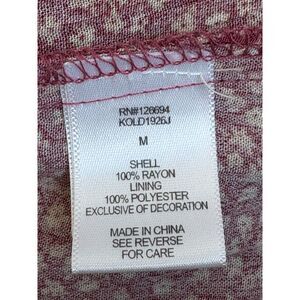 RN#126694
KOLD1926J
M
SHELL
100% RAYON
LINING
100% POLYESTER
EXCLUSIVE OF DECORATION
MADE IN CHINA
SEE REVERSE
FOR CARE